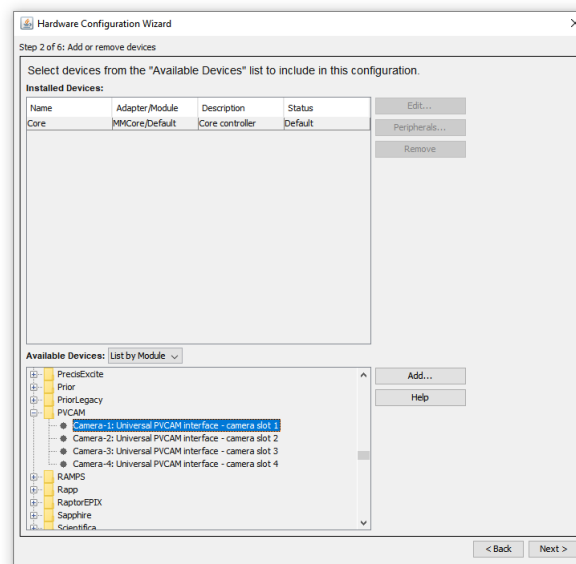 Hardware Configuration Wizard
Step 2 of 6: Add or remove devices
Select devices from the "Available Devices" list to include in this configuration.
Installed Devices:
Name Adapter/Module Description Status
Core MMCore/Default Core controller Default
Edit...
Peripherals...
Remove
Available Devices: List by Module
PrecisExcite
Prior
PriorLegacy
PVCAM
Camera-1: Universal PVCAM interface - camera slot 1
Camera-2: Universal PVCAM interface - camera slot 2
Camera-3: Universal PVCAM interface - camera slot 3
Camera-4: Universal PVCAM interface - camera slot 4
RAMPS
Rapp
RaptorEPIX
Sapphire
Scientifica
Add...
Help
< Back Next >